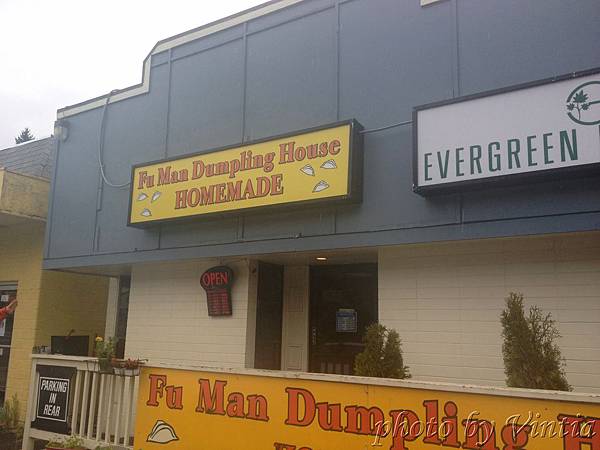 Fu Man Dumpling House
HOMEMADE
EVERGREEN
OPEN
PARKING
IN
REAR
Fu Man Dumpling H
photo by Vintia